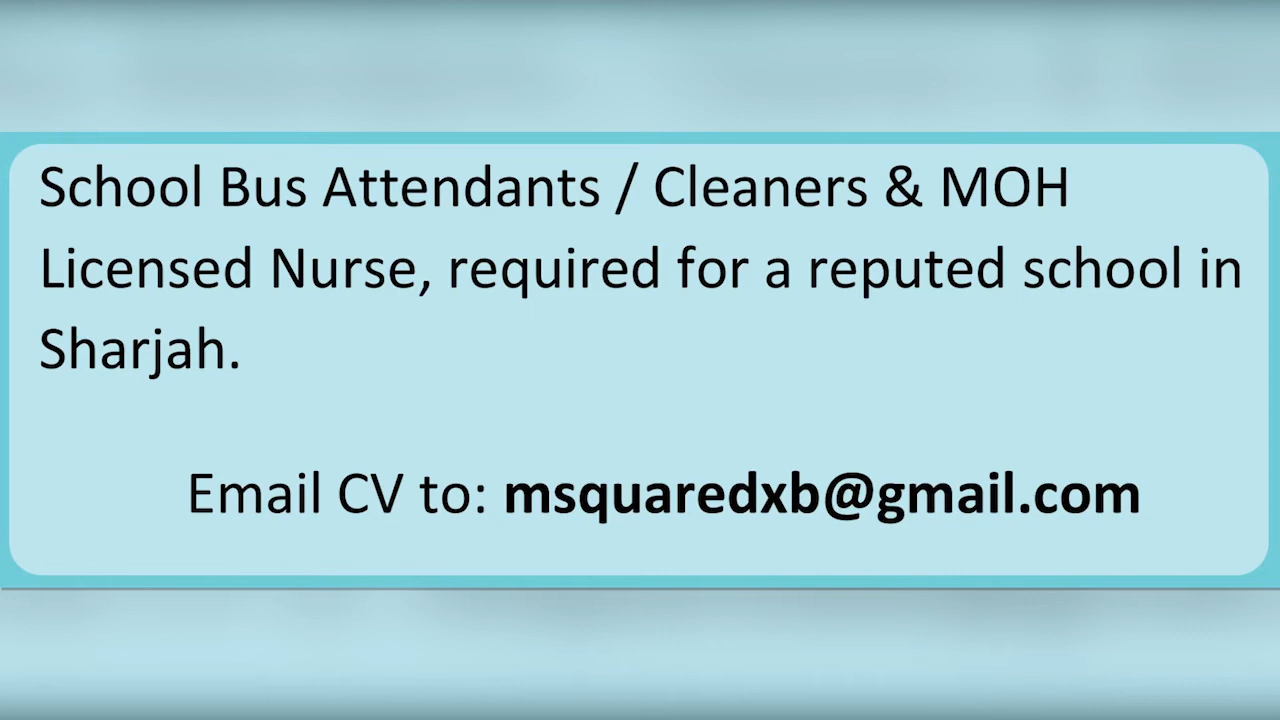 School Bus Attendants / Cleaners & MOH
Licensed Nurse, required for a reputed school in
Sharjah.
Email CV to: msquaredxb@gmail.com